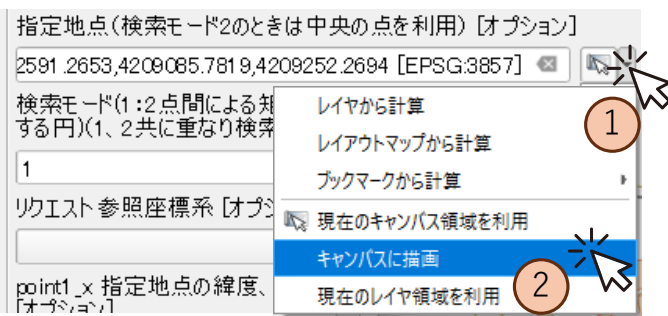 指定地点(検索モード2のときは中央の点を利用) [オプション]
2591.2653,4209085.7819,4209252.2694 [EPSG:3857]
検索モード(1:2点間による矩
する円)(1、2共に重なり検索
1
リクエスト参照座標系 [オプシ
point1_x 指定地点の緯度、
[オプション]
レイヤから計算
レイアウトマップから計算
ブックマークから計算
現在のキャンバス領域を利用
キャンバスに描画
現在のレイヤ領域を利用
1
2